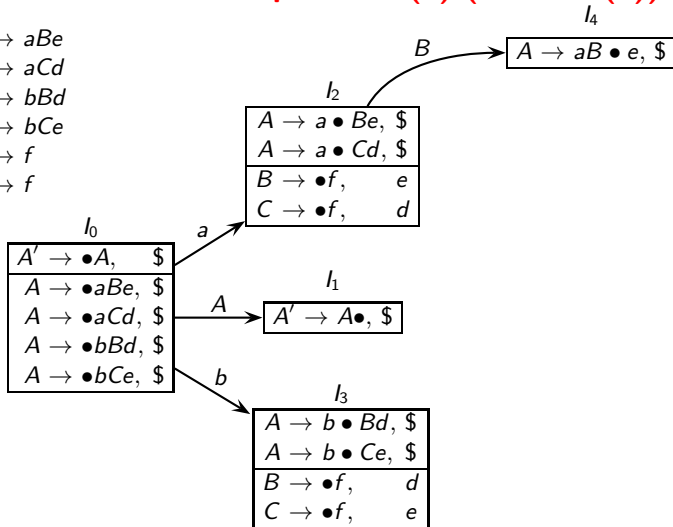 I4
A → aB • e, $
B
→ aBe
→ aCd
→ bBd
→ bCe
→ f
→ f
I2
A → a • Be, $
A → a • Cd, $
B → •f, e
C → •f, d
a
I0
A′ → •A, $
A → •aBe, $
A → •aCd, $
A → •bBd, $
A → •bCe, $
A
I1
A′ → A•, $
b
I3
A → b • Bd, $
A → b • Ce, $
B → •f, d
C → •f, e